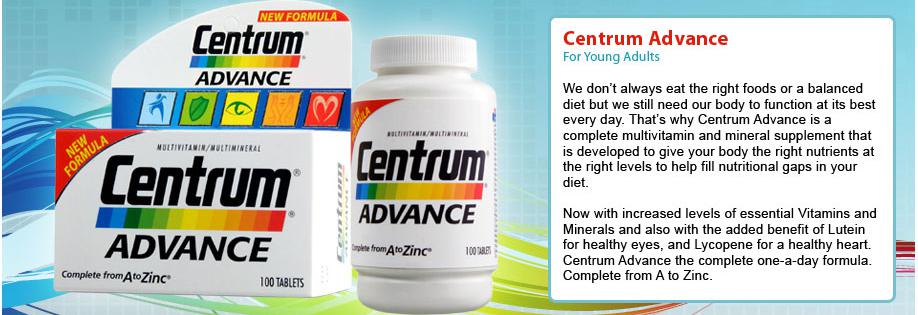 NEW FORMULA
Centrum®
ADVANCE
NEW FORMULA
MULTIVITAMIN/MULTIMINERAL
Centrum®
ADVANCE
Complete from A to Zinc®
100 TABLETS
MULTIVITAMIN/MULTIMINERAL
Centrum®
ADVANCE
Complete from A to Zinc®
100 TABLETS
Centrum Advance
For Young Adults
We don't always eat the right foods or a balanced
diet but we still need our body to function at its best
every day. That's why Centrum Advance is a
complete multivitamin and mineral supplement that
is developed to give your body the right nutrients at
the right levels to help fill nutritional gaps in your
diet.
Now with increased levels of essential Vitamins and
Minerals and also with the added benefit of Lutein
for healthy eyes, and Lycopene for a healthy heart.
Centrum Advance the complete one-a-day formula.
Complete from A to Zinc.